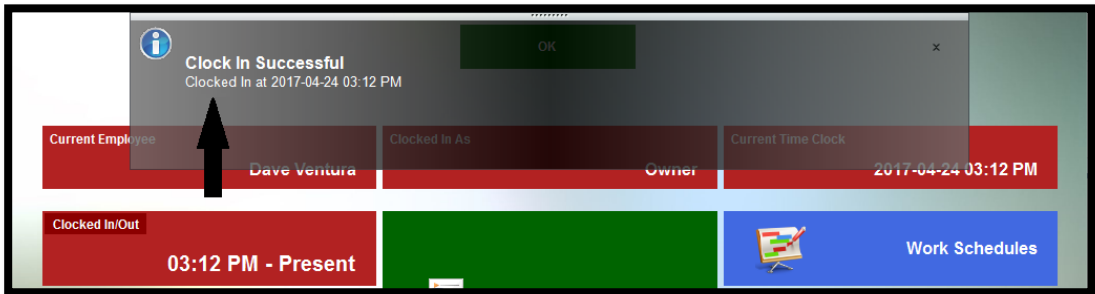 OK
x
Clock In Successful
Clocked In at 2017-04-24 03:12 PM
Current Employee
Clocked In As
Current Time Clock
Dave Ventura
Owner
2017-04-24 03:12 PM
Clocked In/Out
03:12 PM - Present
Work Schedules